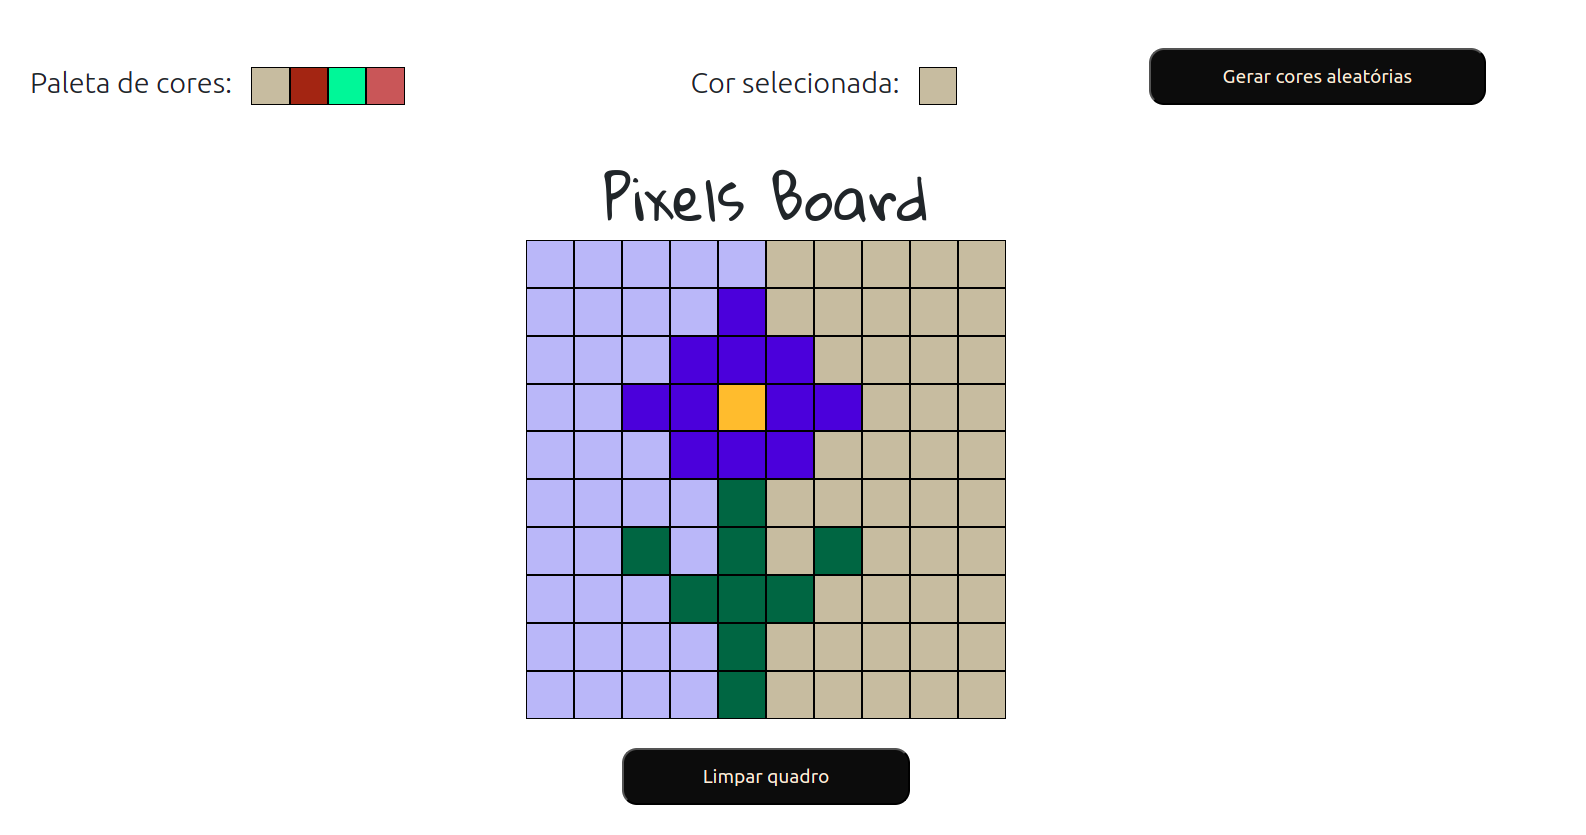 Paleta de cores:
Cor selecionada:
Gerar cores aleatórias
Pixels Board
Limpar quadro